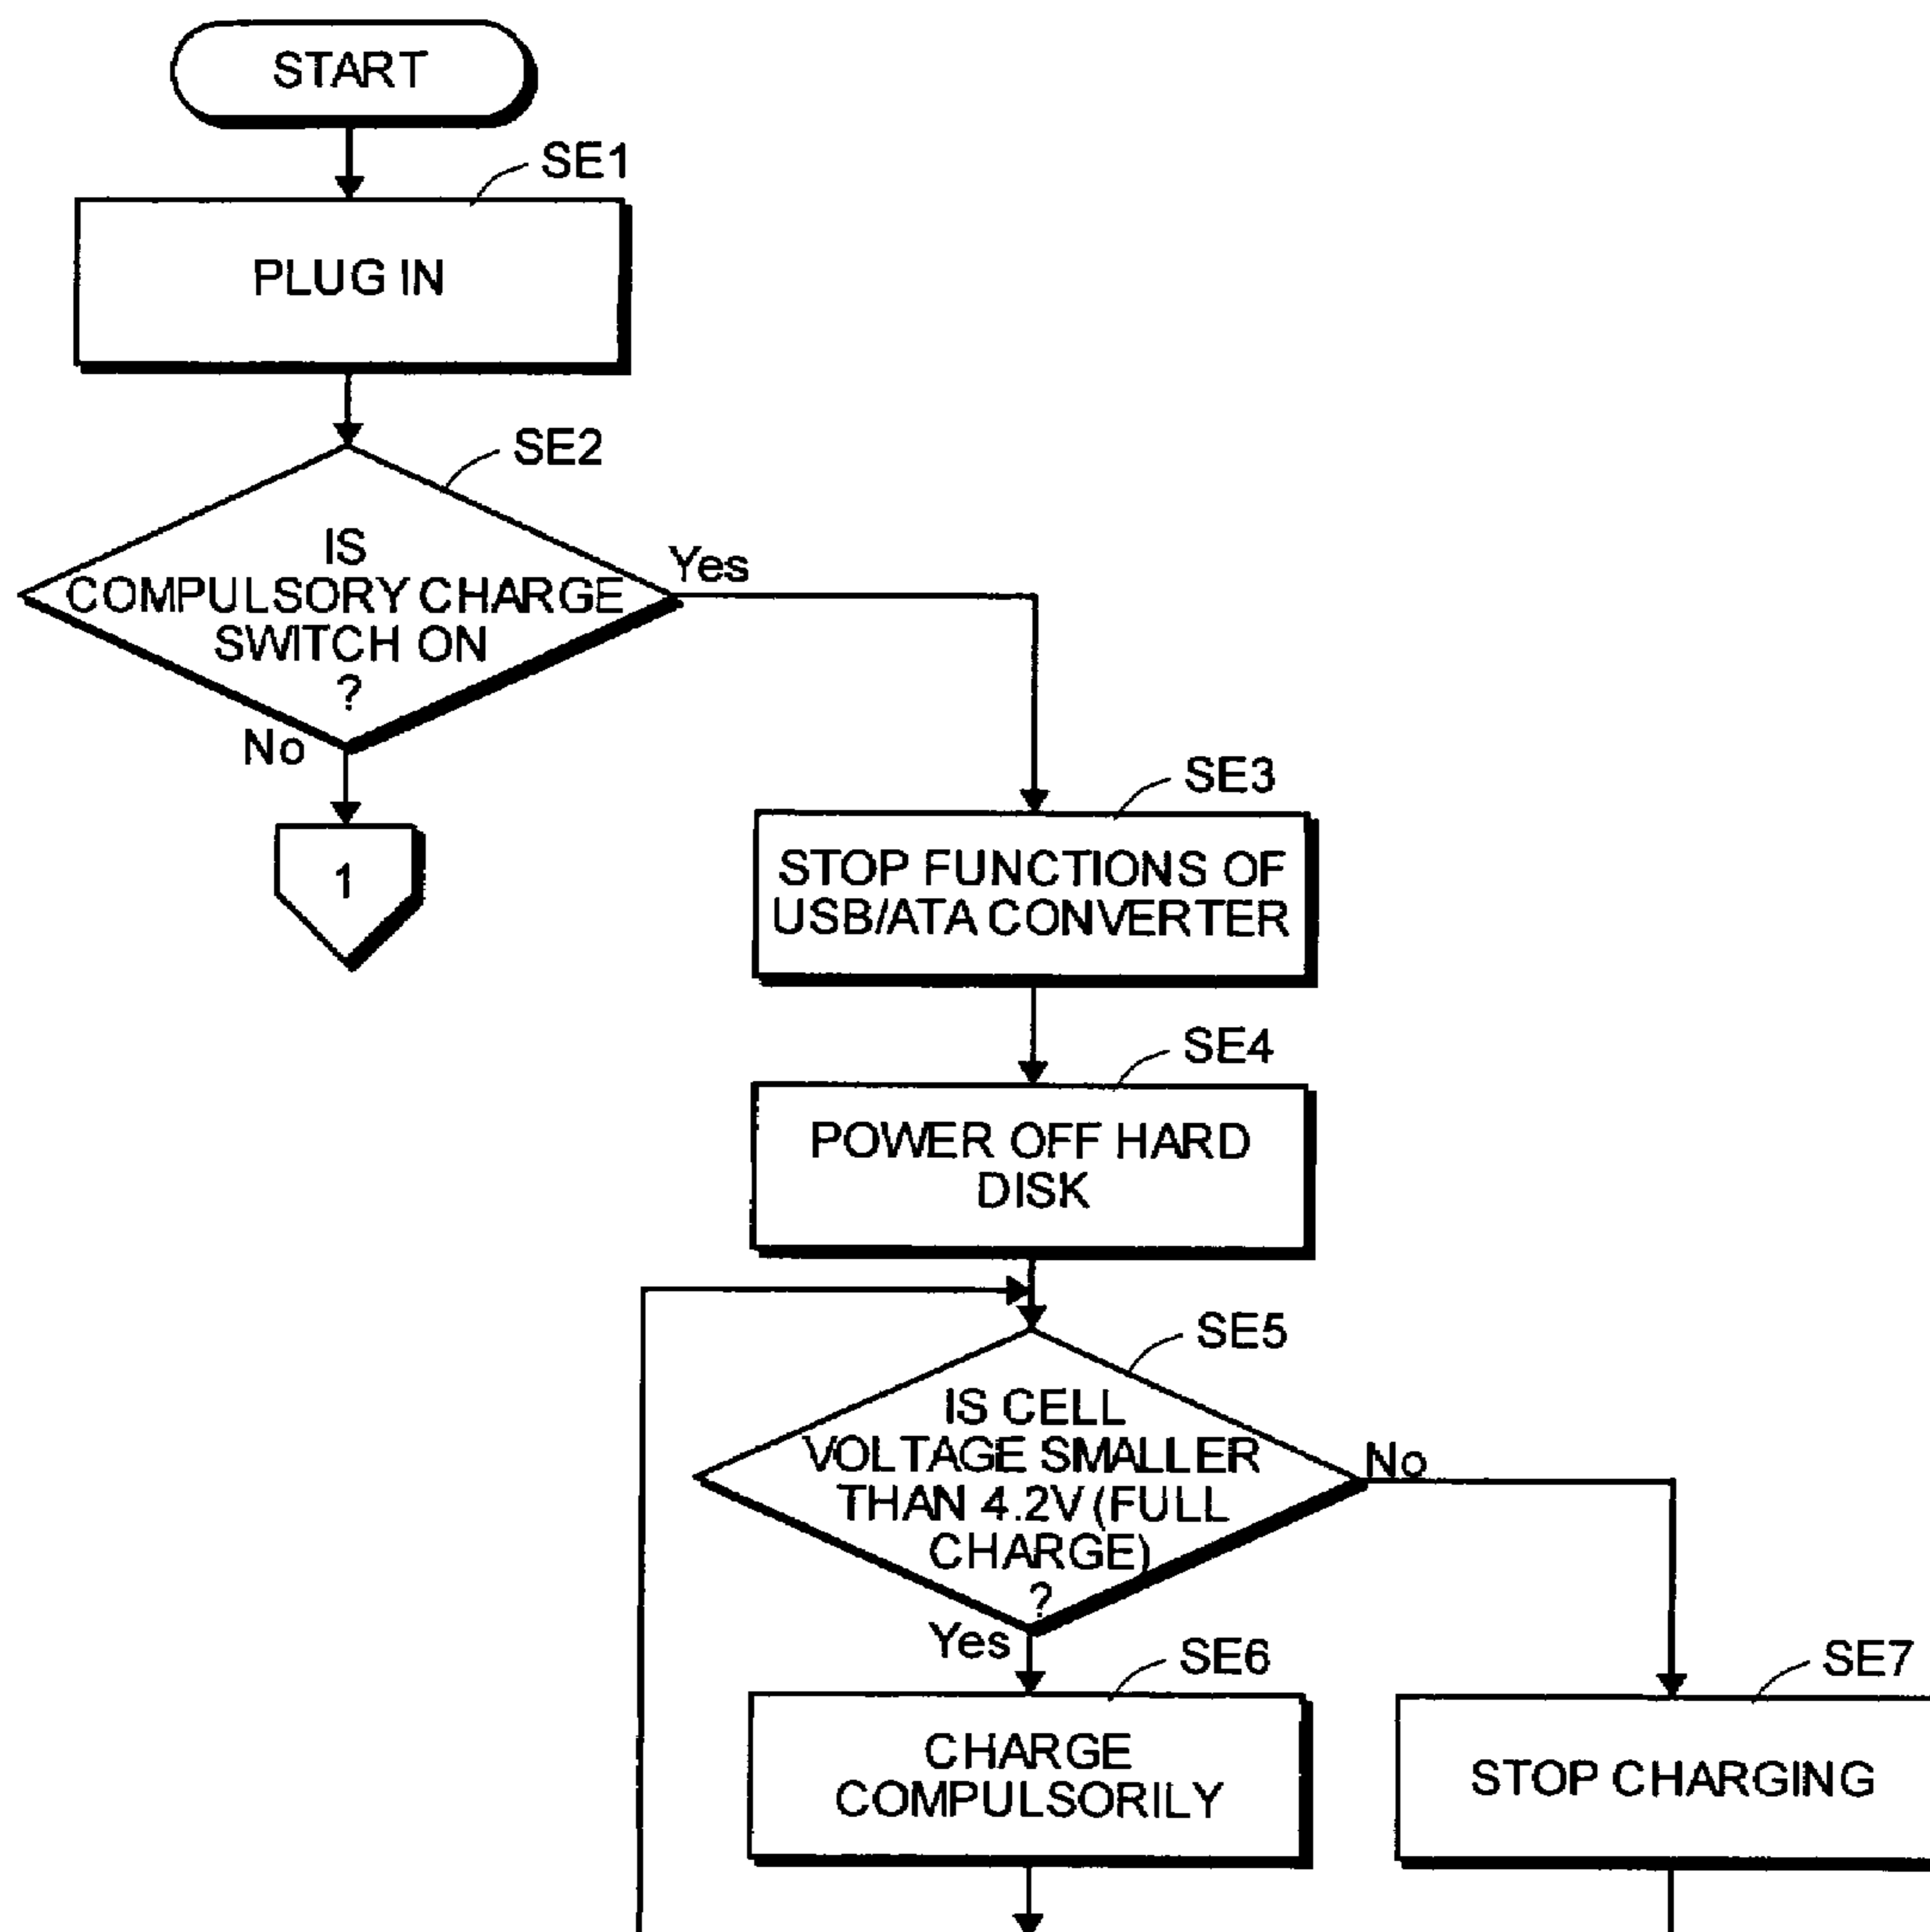 START
SE1
PLUG IN
SE2
IS
COMPULSORY CHARGE
SWITCH ON
?
Yes
No
1
SE3
STOP FUNCTIONS OF
USB/ATA CONVERTER
SE4
POWER OFF HARD
DISK
SE5
IS CELL
VOLTAGE SMALLER
THAN 4.2V (FULL
CHARGE)
?
No
Yes
SE6
CHARGE
COMPULSORILY
SE7
STOP CHARGING